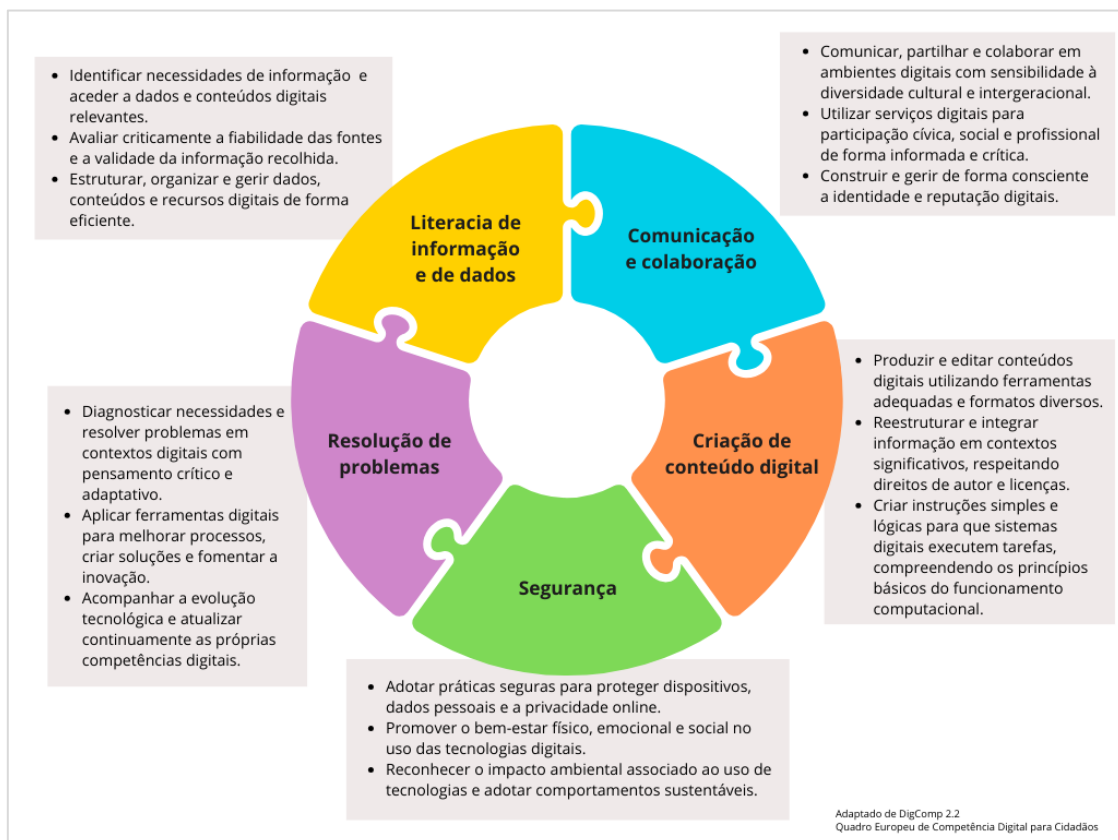 • Identificar necessidades de informação e
aceder a dados e conteúdos digitais
relevantes.
• Avaliar criticamente a fiabilidade das fontes
e a validade da informação recolhida.
• Estruturar, organizar e gerir dados,
conteúdos e recursos digitais de forma
eficiente.
• Comunicar, partilhar e colaborar em
ambientes digitais com sensibilidade à
diversidade cultural e intergeracional.
• Utilizar serviços digitais para
participação cívica, social e profissional
de forma informada e crítica.
• Construir e gerir de forma consciente
a identidade e reputação digitais.
Literacia de
informação
e de dados
Comunicação
e colaboração
Resolução de
problemas
Criação de
conteúdo digital
Segurança
• Diagnosticar necessidades e
resolver problemas em
contextos digitais com
pensamento crítico e
adaptativo.
• Aplicar ferramentas digitais
para melhorar processos,
criar soluções e fomentar a
inovação.
• Acompanhar a evolução
tecnológica e atualizar
continuamente as próprias
competências digitais.
• Produzir e editar conteúdos
digitais utilizando ferramentas
adequadas e formatos diversos.
• Reestruturar e integrar
informação em contextos
significativos, respeitando
direitos de autor e licenças.
• Criar instruções simples e
lógicas para que sistemas
digitais executem tarefas,
compreendendo os princípios
básicos do funcionamento
computacional.
• Adotar práticas seguras para proteger dispositivos,
dados pessoais e a privacidade online.
• Promover o bem-estar físico, emocional e social no
uso das tecnologias digitais.
• Reconhecer o impacto ambiental associado ao uso de
tecnologias e adotar comportamentos sustentáveis.
Adaptado de DigComp 2.2
Quadro Europeu de Competência Digital para Cidadãos